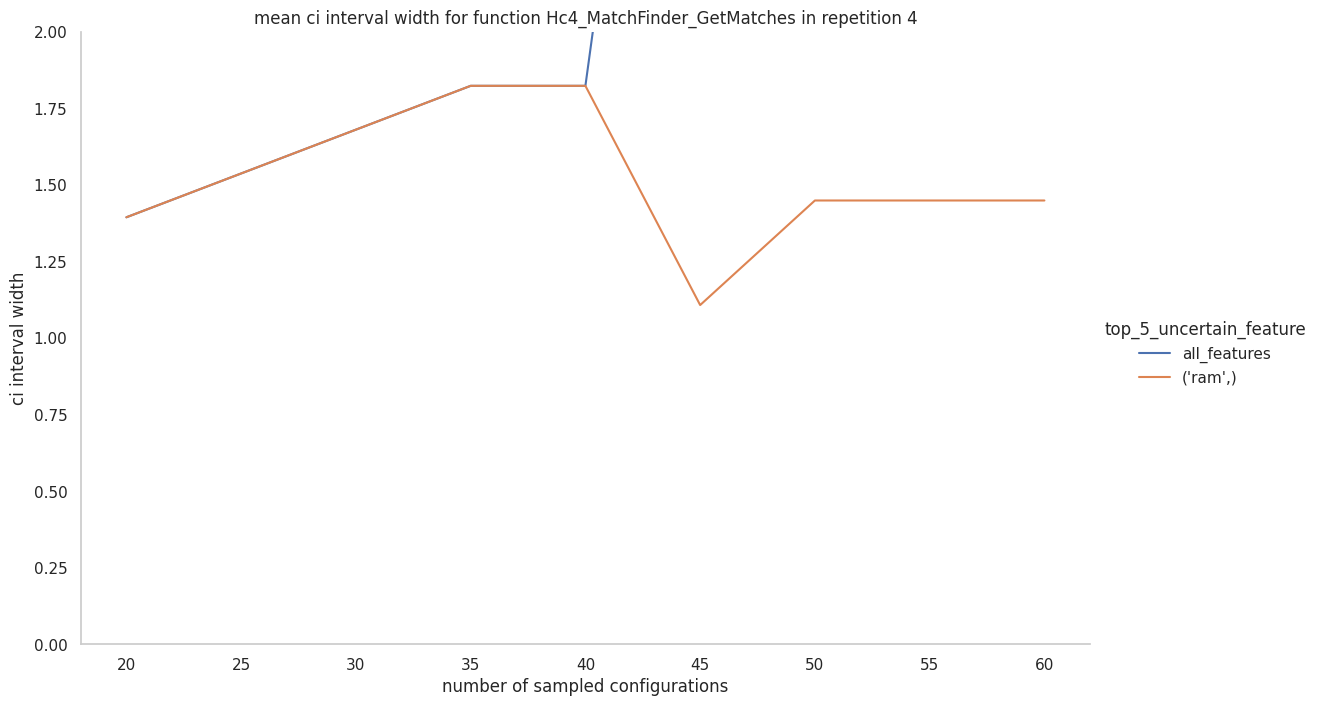 mean ci interval width for function Hc4_MatchFinder_GetMatches in repetition 4
2.00
1.75
1.50
1.25
1.00
0.75
0.50
0.25
0.00
ci interval width
20 25 30 35 40 45 50 55 60
number of sampled configurations
top_5_uncertain_feature
all_features
('ram',)